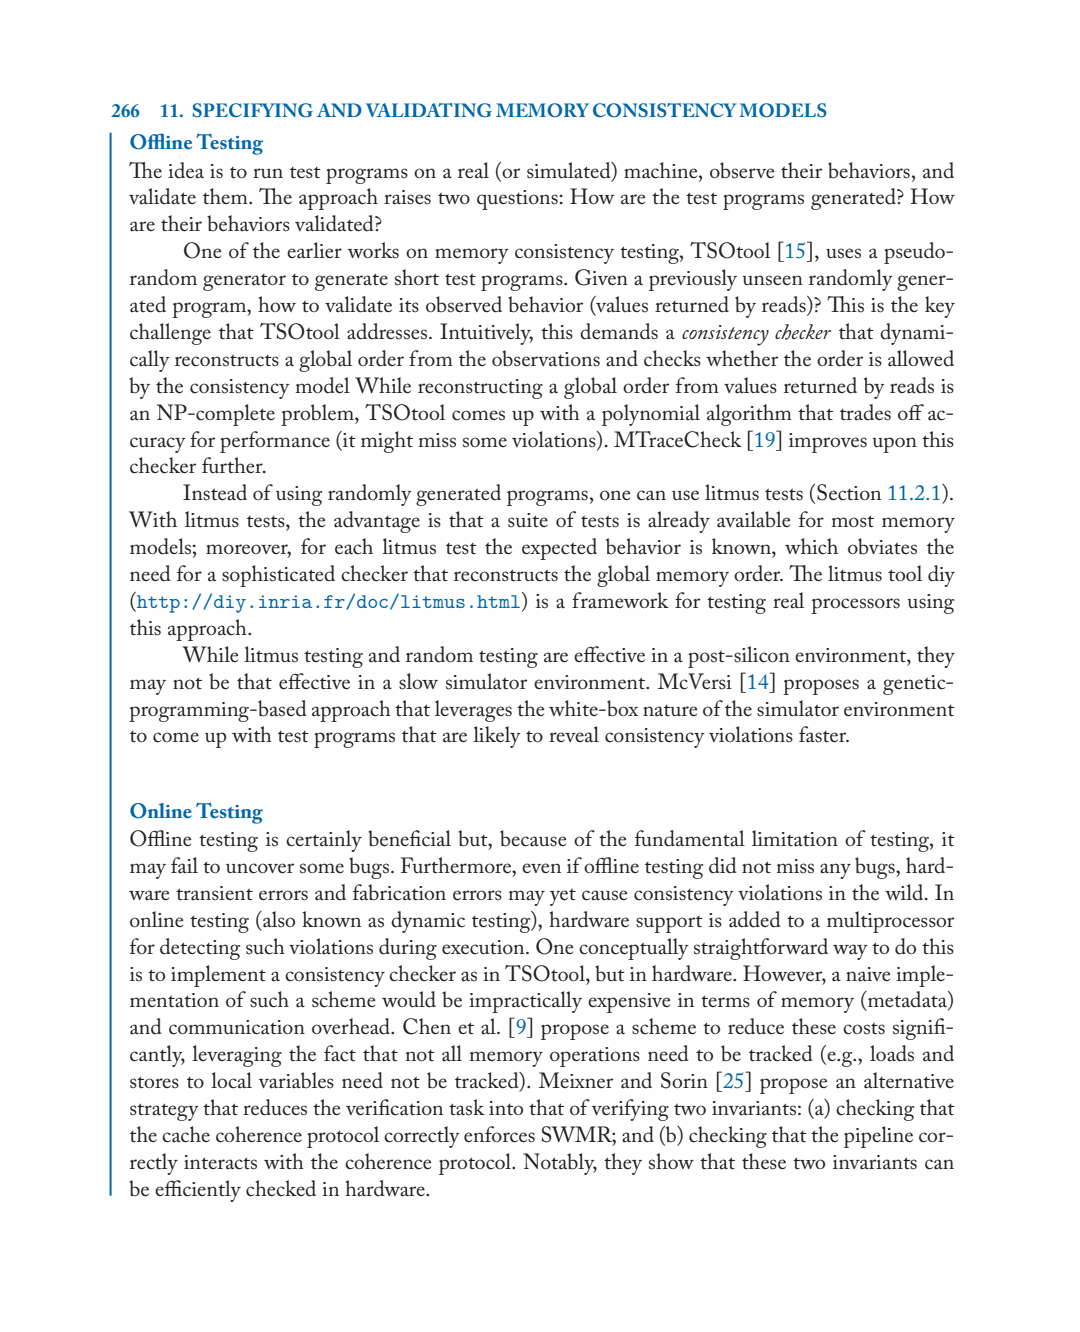 266 11. SPECIFYING AND VALIDATING MEMORY CONSISTENCY MODELS
Offline Testing
The idea is to run test programs on a real (or simulated) machine, observe their behaviors, and
validate them. The approach raises two questions: How are the test programs generated? How
are their behaviors validated?
One of the earlier works on memory consistency testing, TSOtool [15], uses a pseudo-
random generator to generate short test programs. Given a previously unseen randomly gener-
ated program, how to validate its observed behavior (values returned by reads)? This is the key
challenge that TSOtool addresses. Intuitively, this demands a consistency checker that dynami-
cally reconstructs a global order from the observations and checks whether the order is allowed
by the consistency model While reconstructing a global order from values returned by reads is
an NP-complete problem, TSOtool comes up with a polynomial algorithm that trades off ac-
curacy for performance (it might miss some violations). MTraceCheck [19] improves upon this
checker further.
Instead of using randomly generated programs, one can use litmus tests (Section 11.2.1).
With litmus tests, the advantage is that a suite of tests is already available for most memory
models; moreover, for each litmus test the expected behavior is known, which obviates the
need for a sophisticated checker that reconstructs the global memory order. The litmus tool diy
(http://diy.inria.fr/doc/litmus.html) is a framework for testing real processors using
this approach.
While litmus testing and random testing are effective in a post-silicon environment, they
may not be that effective in a slow simulator environment. McVersi [14] proposes a genetic-
programming-based approach that leverages the white-box nature of the simulator environment
to come up with test programs that are likely to reveal consistency violations faster.
Online Testing
Offline testing is certainly beneficial but, because of the fundamental limitation of testing, it
may fail to uncover some bugs. Furthermore, even if offline testing did not miss any bugs, hard-
ware transient errors and fabrication errors may yet cause consistency violations in the wild. In
online testing (also known as dynamic testing), hardware support is added to a multiprocessor
for detecting such violations during execution. One conceptually straightforward way to do this
is to implement a consistency checker as in TSOtool, but in hardware. However, a naive imple-
mentation of such a scheme would be impractically expensive in terms of memory (metadata)
and communication overhead. Chen et al. [9] propose a scheme to reduce these costs signifi-
cantly, leveraging the fact that not all memory operations need to be tracked (e.g., loads and
stores to local variables need not be tracked). Meixner and Sorin [25] propose an alternative
strategy that reduces the verification task into that of verifying two invariants: (a) checking that
the cache coherence protocol correctly enforces SWMR; and (b) checking that the pipeline cor-
rectly interacts with the coherence protocol. Notably, they show that these two invariants can
be efficiently checked in hardware.